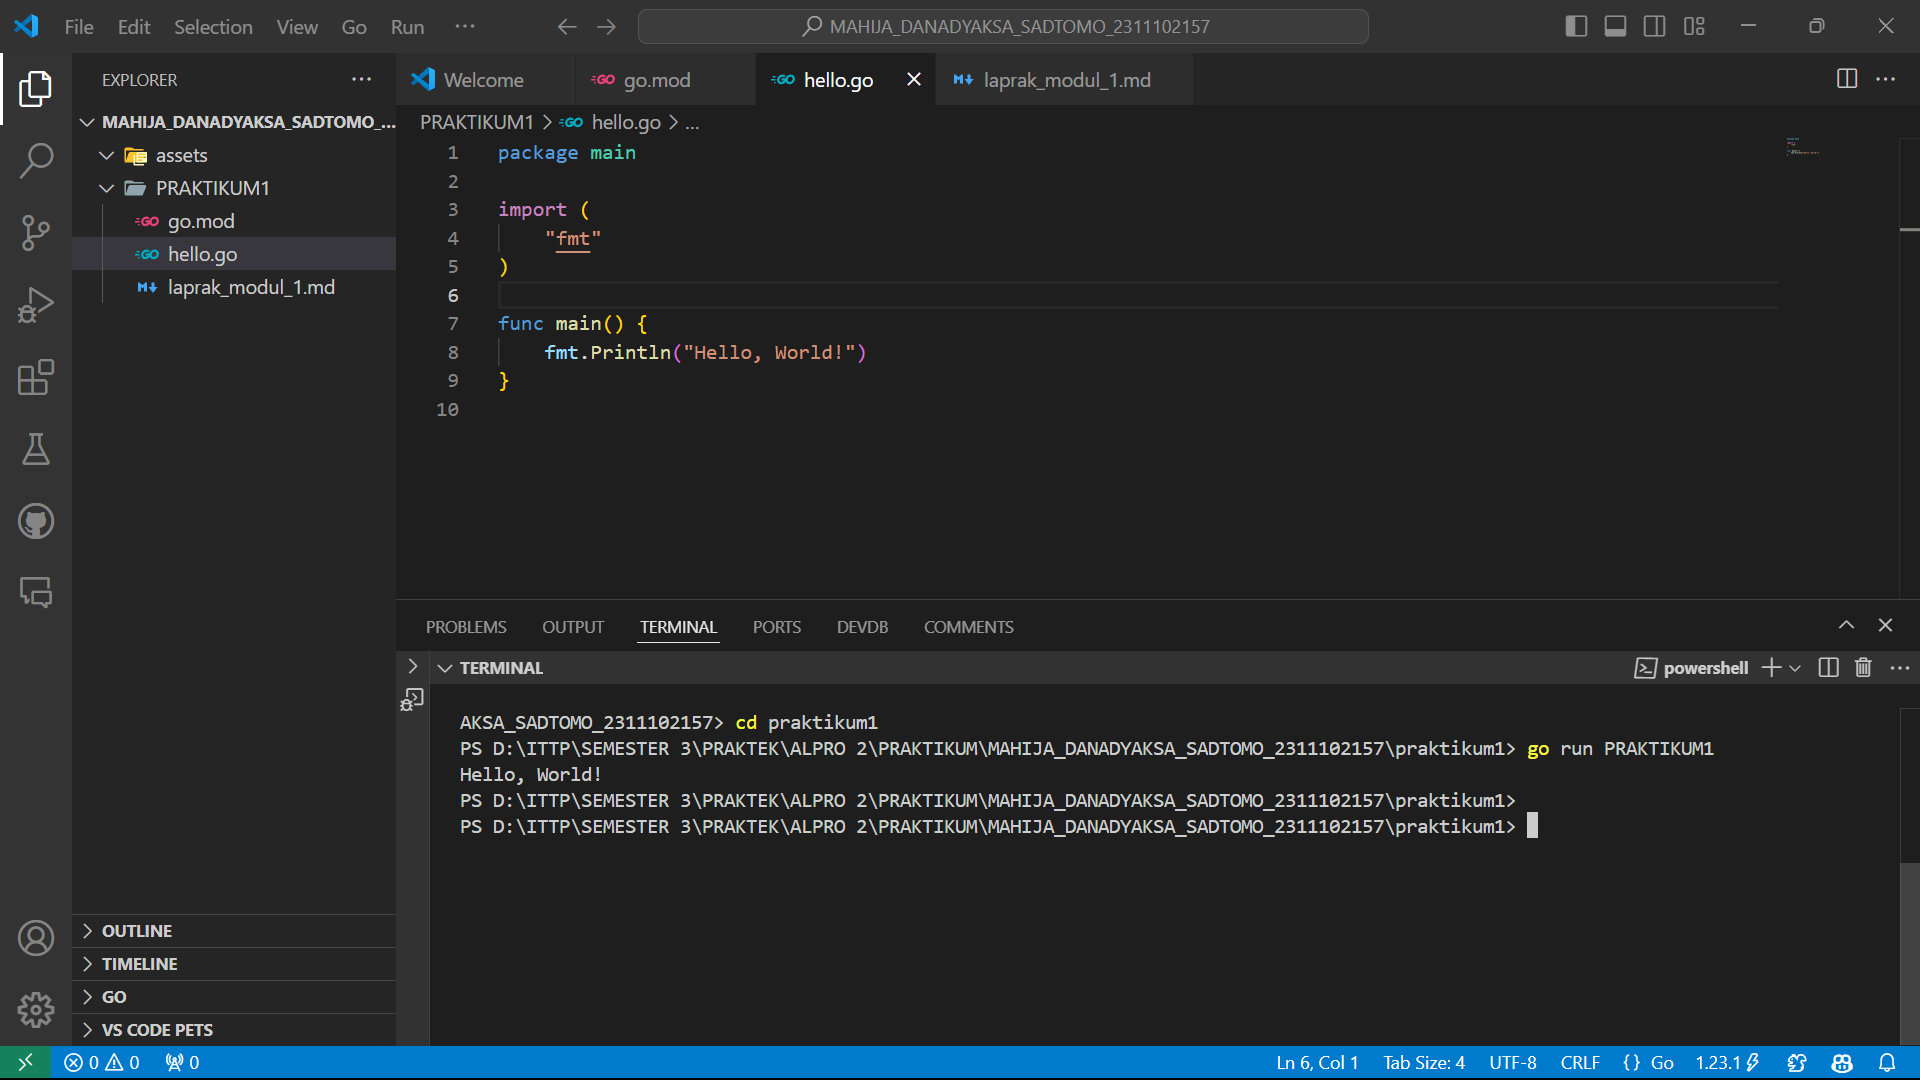 File Edit Selection View Go Run ···
MAHIJA_DANADYAKSA_SADTOMO_2311102157
EXPLORER
MAHIJA_DANADYAKSA_SADTOMO_...
assets
PRAKTIKUM1
go.mod
hello.go
laprak_modul_1.md
OUTLINE
TIMELINE
GO
VS CODE PETS
Welcome go.mod hello.go laprak_modul_1.md
PRAKTIKUM1 > hello.go > ...
1 package main
2
3 import (
4 "fmt"
5 )
6
7 func main() {
8 fmt.Println("Hello, World!")
9 }
10
PROBLEMS OUTPUT TERMINAL PORTS DEVDB COMMENTS
TERMINAL
powershell
AKSA_SADTOMO_2311102157> cd praktikum1
PS D:\ITTP\SEMESTER 3\PRAKTEK\ALPRO 2\PRAKTIKUM\MAHIJA_DANADYAKSA_SADTOMO_2311102157\praktikum1> go run PRAKTIKUM1
Hello, World!
PS D:\ITTP\SEMESTER 3\PRAKTEK\ALPRO 2\PRAKTIKUM\MAHIJA_DANADYAKSA_SADTOMO_2311102157\praktikum1>
PS D:\ITTP\SEMESTER 3\PRAKTEK\ALPRO 2\PRAKTIKUM\MAHIJA_DANADYAKSA_SADTOMO_2311102157\praktikum1>
0 0 0 Ln 6, Col 1 Tab Size: 4 UTF-8 CRLF {} Go 1.23.1